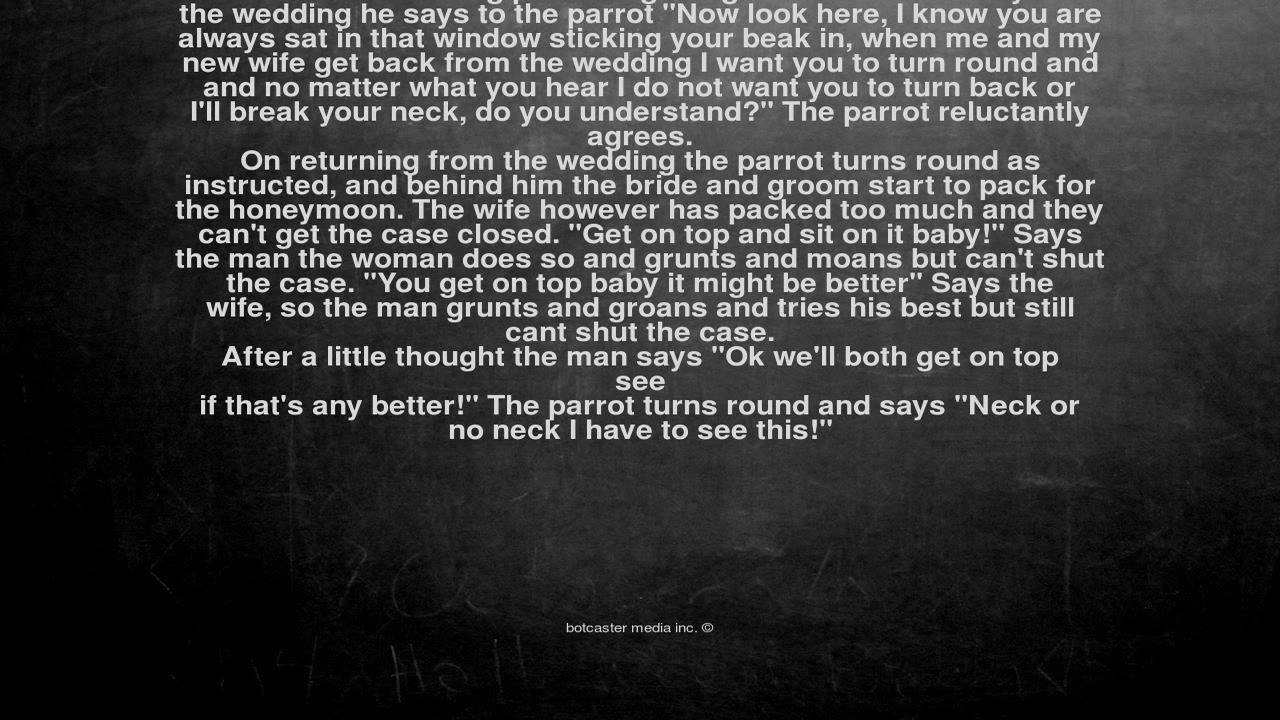 the wedding he says to the parrot "Now look here, I know you are
always sat in that window sticking your beak in, when me and my
new wife get back from the wedding I want you to turn round and
and no matter what you hear I do not want you to turn back or
I'll break your neck, do you understand?" The parrot reluctantly
agrees.
On returning from the wedding the parrot turns round as
instructed, and behind him the bride and groom start to pack for
the honeymoon. The wife however has packed too much and they
can't get the case closed. "Get on top and sit on it baby!" Says
the man the woman does so and grunts and moans but can't shut
the case. "You get on top baby it might be better" Says the
wife, so the man grunts and groans and tries his best but still
cant shut the case.
After a little thought the man says "Ok we'll both get on top
see
if that's any better!" The parrot turns round and says "Neck or
no neck I have to see this!"
botcaster media inc. ©